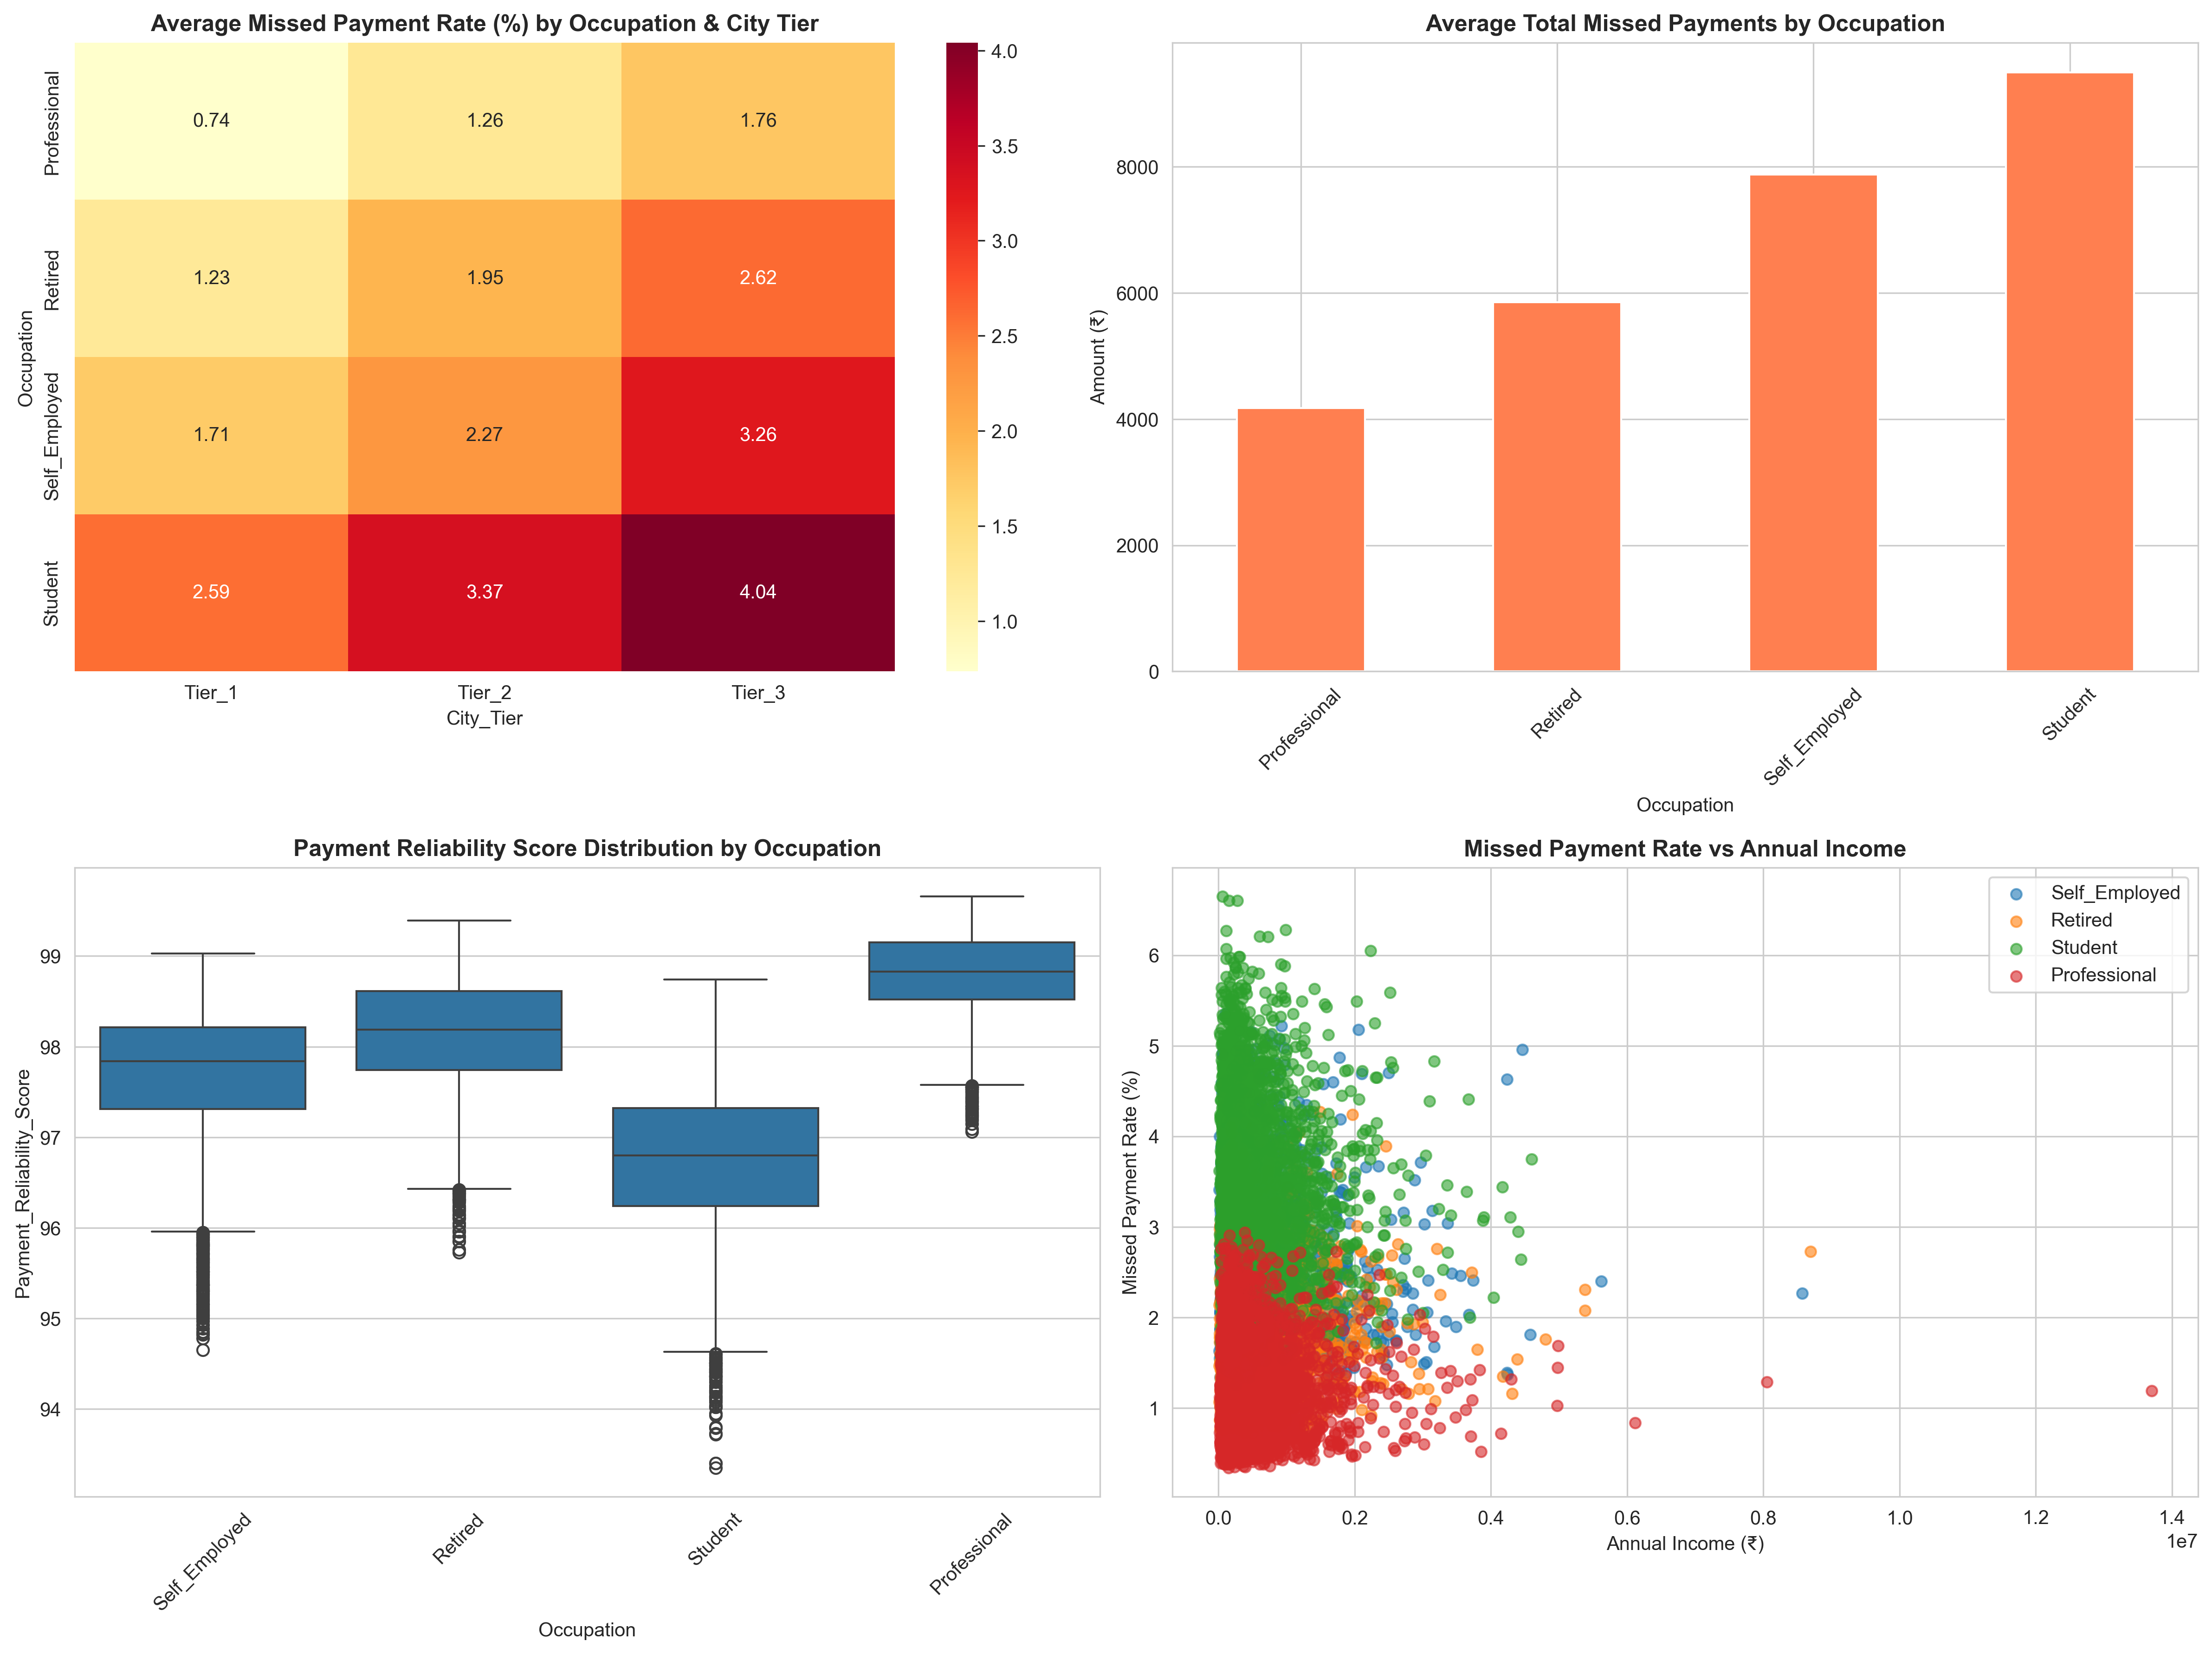 Average Missed Payment Rate (%) by Occupation & City Tier
Occupation
Professional
Retired
Self_Employed
Student
0.74 1.26 1.76
1.23 1.95 2.62
1.71 2.27 3.26
2.59 3.37 4.04
Tier_1 Tier_2 Tier_3
City_Tier
4.0
3.5
3.0
2.5
2.0
1.5
1.0
Average Total Missed Payments by Occupation
Amount (₹)
8000
6000
4000
2000
0
Professional
Retired
Self_Employed
Student
Occupation
Payment Reliability Score Distribution by Occupation
Payment_Reliability_Score
99
98
97
96
95
94
Self_Employed
Retired
Student
Professional
Occupation
Missed Payment Rate vs Annual Income
Self_Employed
Retired
Student
Professional
Missed Payment Rate (%)
6
5
4
3
2
1
0.0 0.2 0.4 0.6 0.8 1.0 1.2 1.4
1e7
Annual Income (₹)